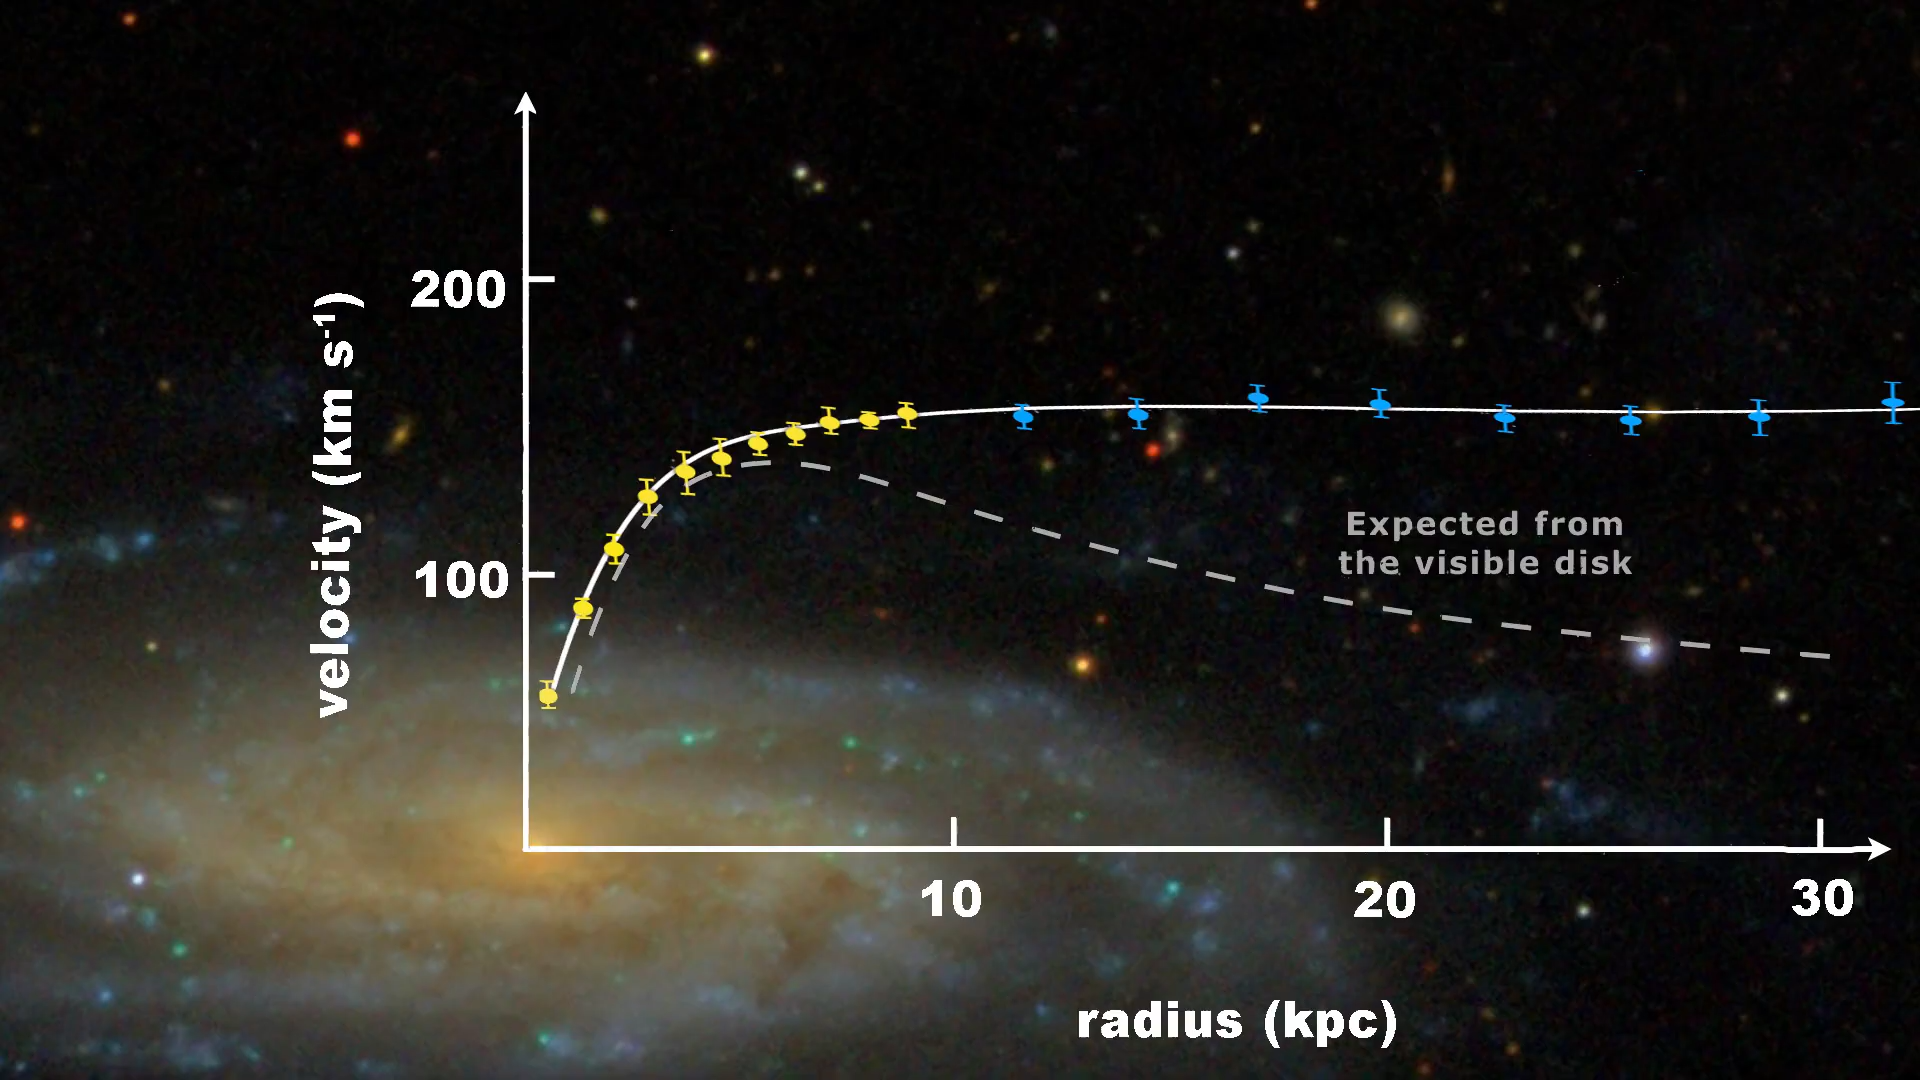 200
velocity (km s-1)
100
Expected from
the visible disk
10
20
30
radius (kpc)